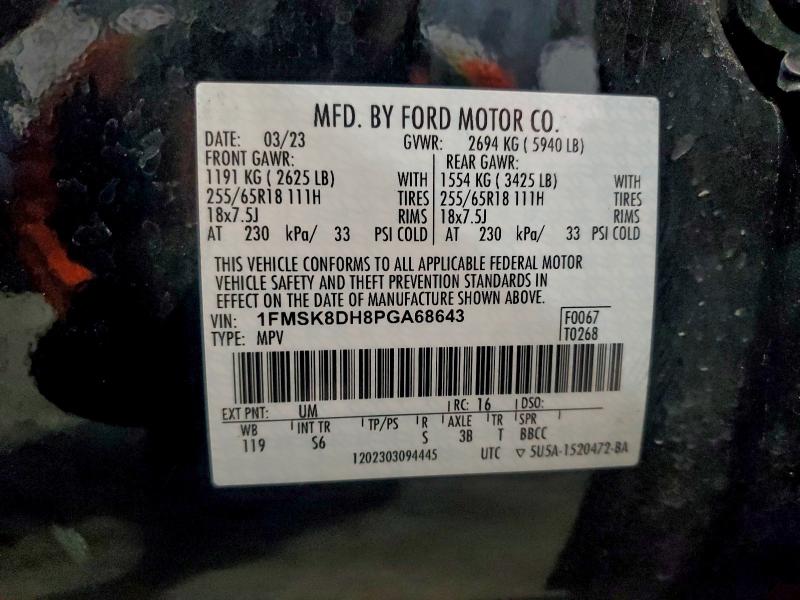 MFD. BY FORD MOTOR CO.
DATE: 03/23 GVWR: 2694 KG ( 5940 LB)
FRONT GAWR: REAR GAWR:
1191 KG ( 2625 LB) WITH 1554 KG ( 3425 LB) WITH
255/65R18 111H TIRES 255/65R18 111H TIRES
18x7.5J RIMS 18x7.5J RIMS
AT 230 kPa/ 33 PSI COLD AT 230 kPa/ 33 PSI COLD
THIS VEHICLE CONFORMS TO ALL APPLICABLE FEDERAL MOTOR
VEHICLE SAFETY AND THEFT PREVENTION STANDARDS IN
EFFECT ON THE DATE OF MANUFACTURE SHOWN ABOVE.
VIN: 1FMSK8DH8PGA68643 F0067
TYPE: MPV T0268
EXT PNT: UM RC: 16 DSO:
WB INT TR TP/PS R AXLE TR SPR
119 S6 S 3B T BBCC
1202303094445 UTC ▽ 5U5A-1520472-BA